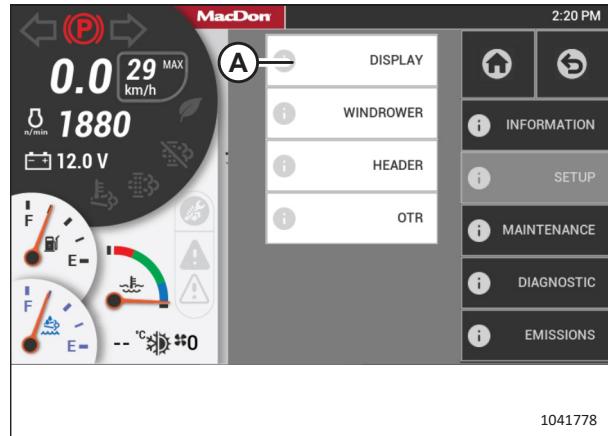 MacDon
2:20 PM
P
0.0
29 MAX
km/h
n/min
1880
12.0 V
F
E
F
E
-- °C
0
A
DISPLAY
WINDROWER
HEADER
OTR
i INFORMATION
i SETUP
i MAINTENANCE
i DIAGNOSTIC
i EMISSIONS
1041778